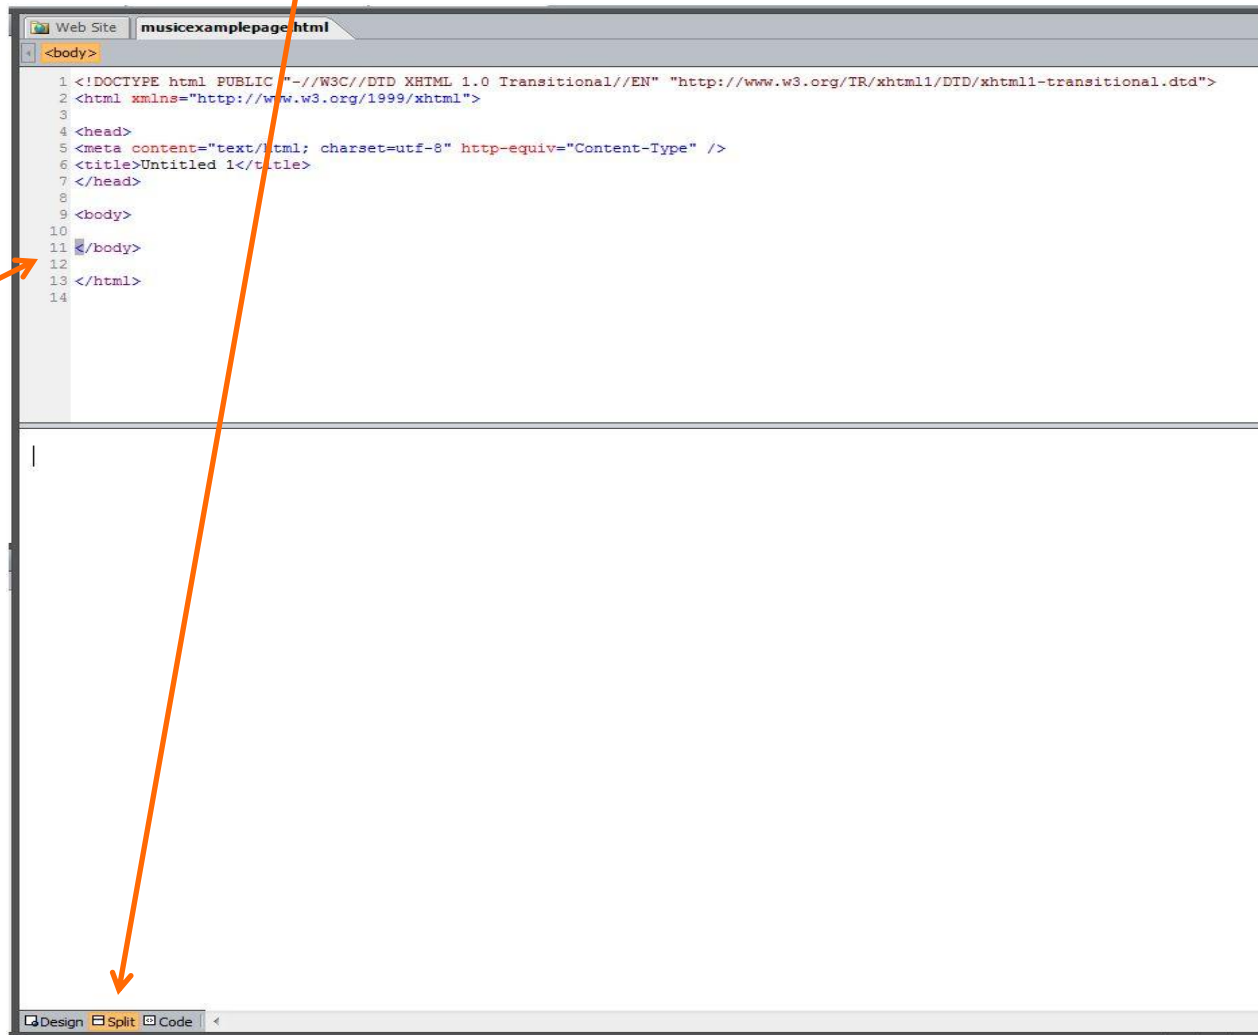 Web Site musicexamplepage.html
<body>
1 <!DOCTYPE html PUBLIC "-//W3C//DTD XHTML 1.0 Transitional//EN" "http://www.w3.org/TR/xhtml1/DTD/xhtml1-transitional.dtd">
2 <html xmlns="http://www.w3.org/1999/xhtml">
3
4 <head>
5 <meta content="text/html; charset=utf-8" http-equiv="Content-Type" />
6 <title>Untitled 1</title>
7 </head>
8
9 <body>
10
11 </body>
12
13 </html>
14
Design Split Code